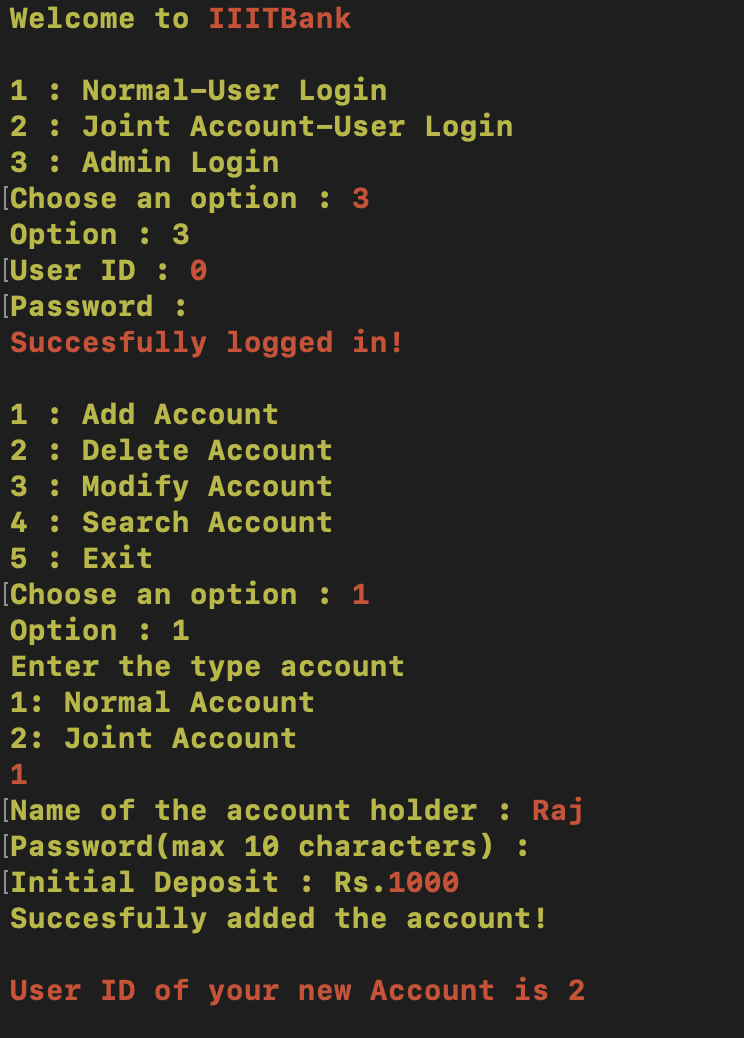 Welcome to IIITBank
1 : Normal-User Login
2 : Joint Account-User Login
3 : Admin Login
[Choose an option : 3
Option : 3
[User ID : 0
[Password :
Succesfully logged in!
1 : Add Account
2 : Delete Account
3 : Modify Account
4 : Search Account
5 : Exit
[Choose an option : 1
Option : 1
Enter the type account
1: Normal Account
2: Joint Account
1
[Name of the account holder : Raj
[Password(max 10 characters) :
[Initial Deposit : Rs.1000
Succesfully added the account!
User ID of your new Account is 2